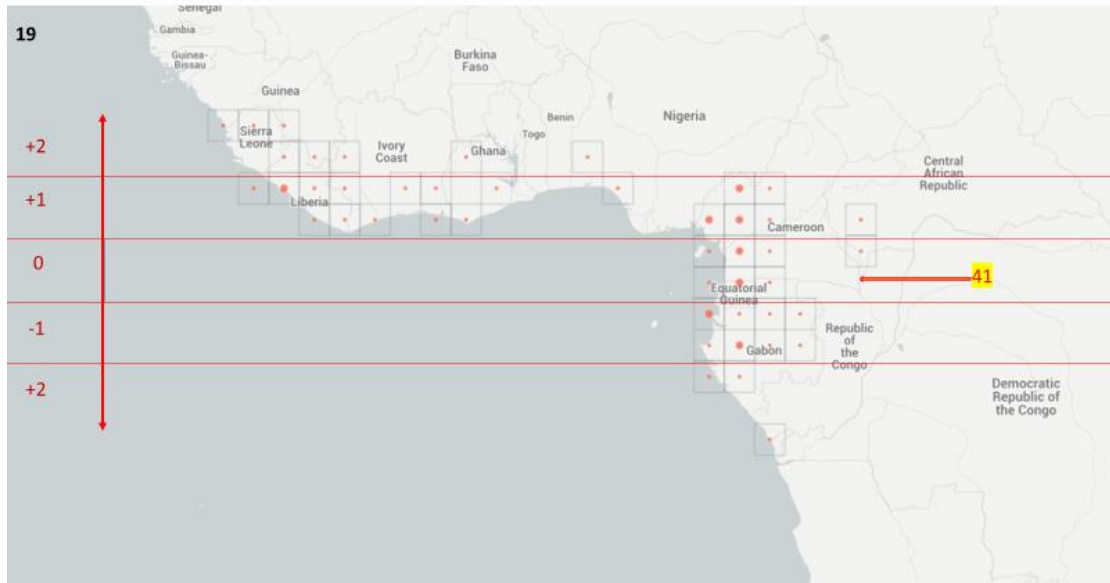 Senegal
19
Gambia
Guinea-
Bissau
Burkina
Faso
Guinea
Benin
Nigeria
Togo
Sierra
Leone
Ivory
Coast
Ghana
+2
Central
African
Republic
+1
Liberia
Cameroon
0
41
Equatorial
Guinea
-1
Republic
of
the
Congo
Gabon
+2
Democratic
Republic of
the Congo